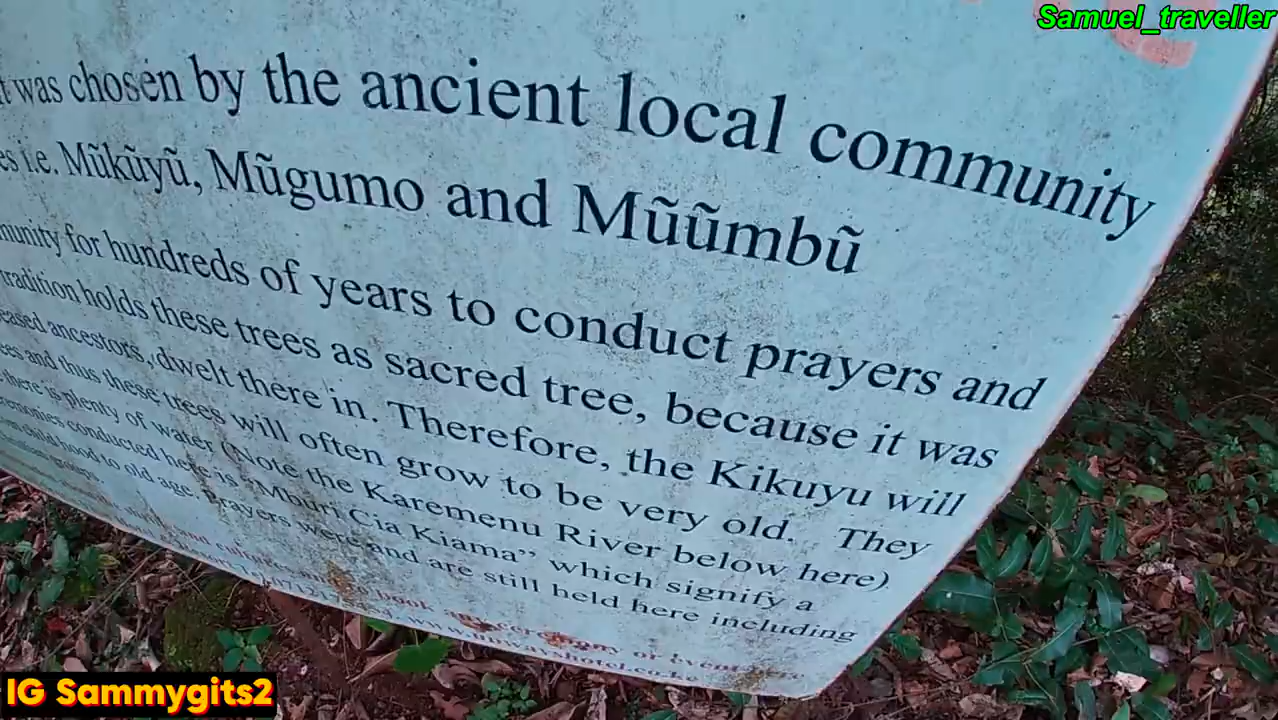 Samuel_traveller
was chosen by the ancient local community
i.e. Mũkũyũ, Mũgumo and Mũũmbũ
for hundreds of years to conduct prayers and
tradition holds these trees as sacred tree, because it was
ancestors, dwelt there in. Therefore, the Kikuyu will
and thus these trees will often grow to be very old. They
there is plenty of water (Note the Karemenu River below here).
conducted here is "Mburi Cia Kiama" which signify a
to old age. Prayers were and are still held here including
book ceremony or event
IG Sammygits2